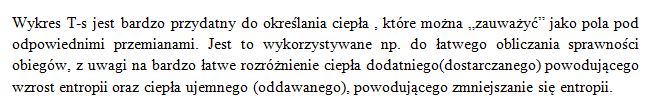 Wykres T-s jest bardzo przydatny do określania ciepła , które można „zauważyć” jako pola pod
odpowiednimi przemianami. Jest to wykorzystywane np. do łatwego obliczania sprawności
obiegów, z uwagi na bardzo łatwe rozróżnienie ciepła dodatniego(dostarczanego) powodującego
wzrost entropii oraz ciepła ujemnego (oddawanego), powodującego zmniejszanie się entropii.